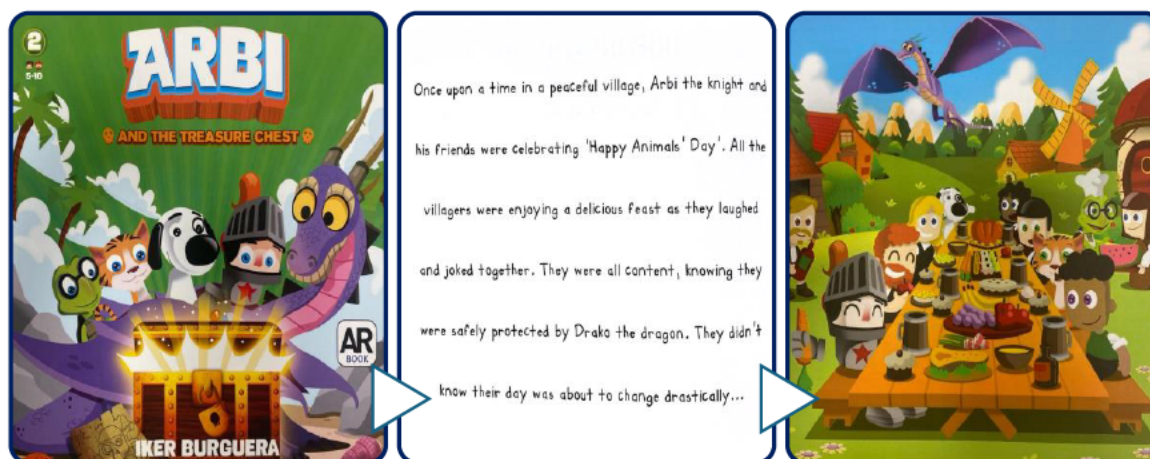 2
5-10
ARBI
AND THE TREASURE CHEST
AR
BOOK
IKER BURGUERA
Once upon a time in a peaceful village, Arbi the knight and
his friends were celebrating 'Happy Animals' Day'. All the
villagers were enjoying a delicious feast as they laughed
and joked together. They were all content, knowing they
were safely protected by Drako the dragon. They didn't
know their day was about to change drastically...